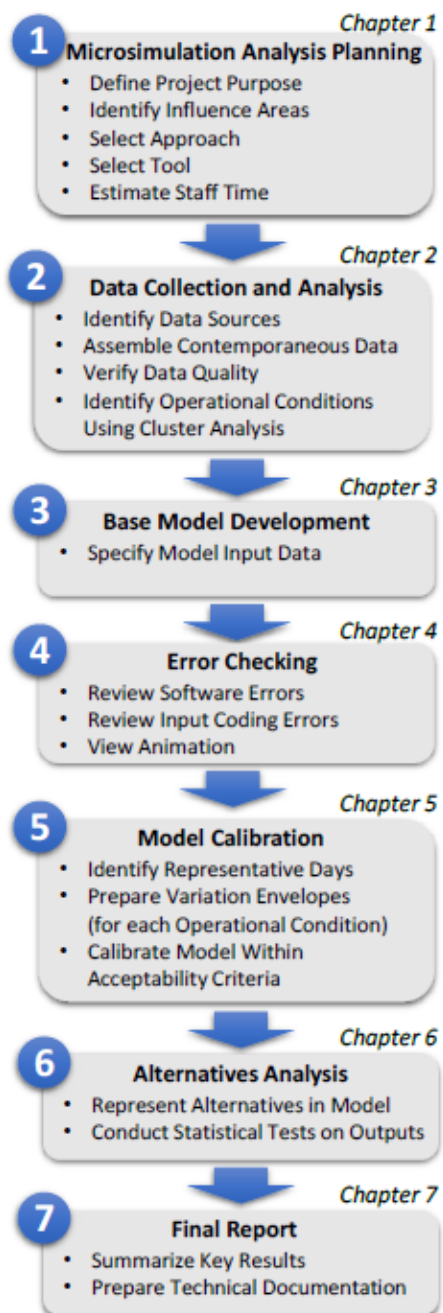 Chapter 1
1
Microsimulation Analysis Planning
• Define Project Purpose
• Identify Influence Areas
• Select Approach
• Select Tool
• Estimate Staff Time
Chapter 2
2
Data Collection and Analysis
• Identify Data Sources
• Assemble Contemporaneous Data
• Verify Data Quality
• Identify Operational Conditions
Using Cluster Analysis
Chapter 3
3
Base Model Development
• Specify Model Input Data
Chapter 4
4
Error Checking
• Review Software Errors
• Review Input Coding Errors
• View Animation
Chapter 5
5
Model Calibration
• Identify Representative Days
• Prepare Variation Envelopes
(for each Operational Condition)
• Calibrate Model Within
Acceptability Criteria
Chapter 6
6
Alternatives Analysis
• Represent Alternatives in Model
• Conduct Statistical Tests on Outputs
Chapter 7
7
Final Report
• Summarize Key Results
• Prepare Technical Documentation